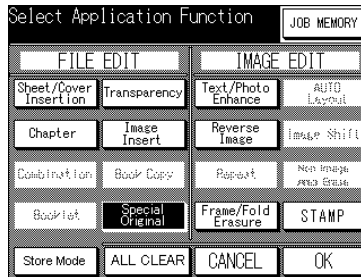 Select Application Function
JOB MEMORY
FILE EDIT
IMAGE EDIT
Sheet/Cover
Insertion
Transparency
Text/Photo
Enhance
AUTO
Layout
Chapter
Image
Insert
Reverse
Image
Image Shift
Combination
Book Copy
Repeat
Non Image
Area Erase
Booklet
Special
Original
Frame/Fold
Erasure
STAMP
Store Mode
ALL CLEAR
CANCEL
OK